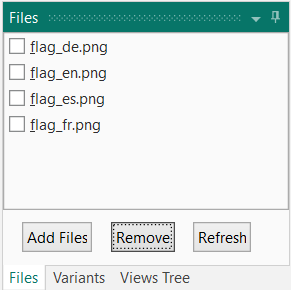 Files
flag_de.png
flag_en.png
flag_es.png
flag_fr.png
Add Files Remove Refresh
Files Variants Views Tree